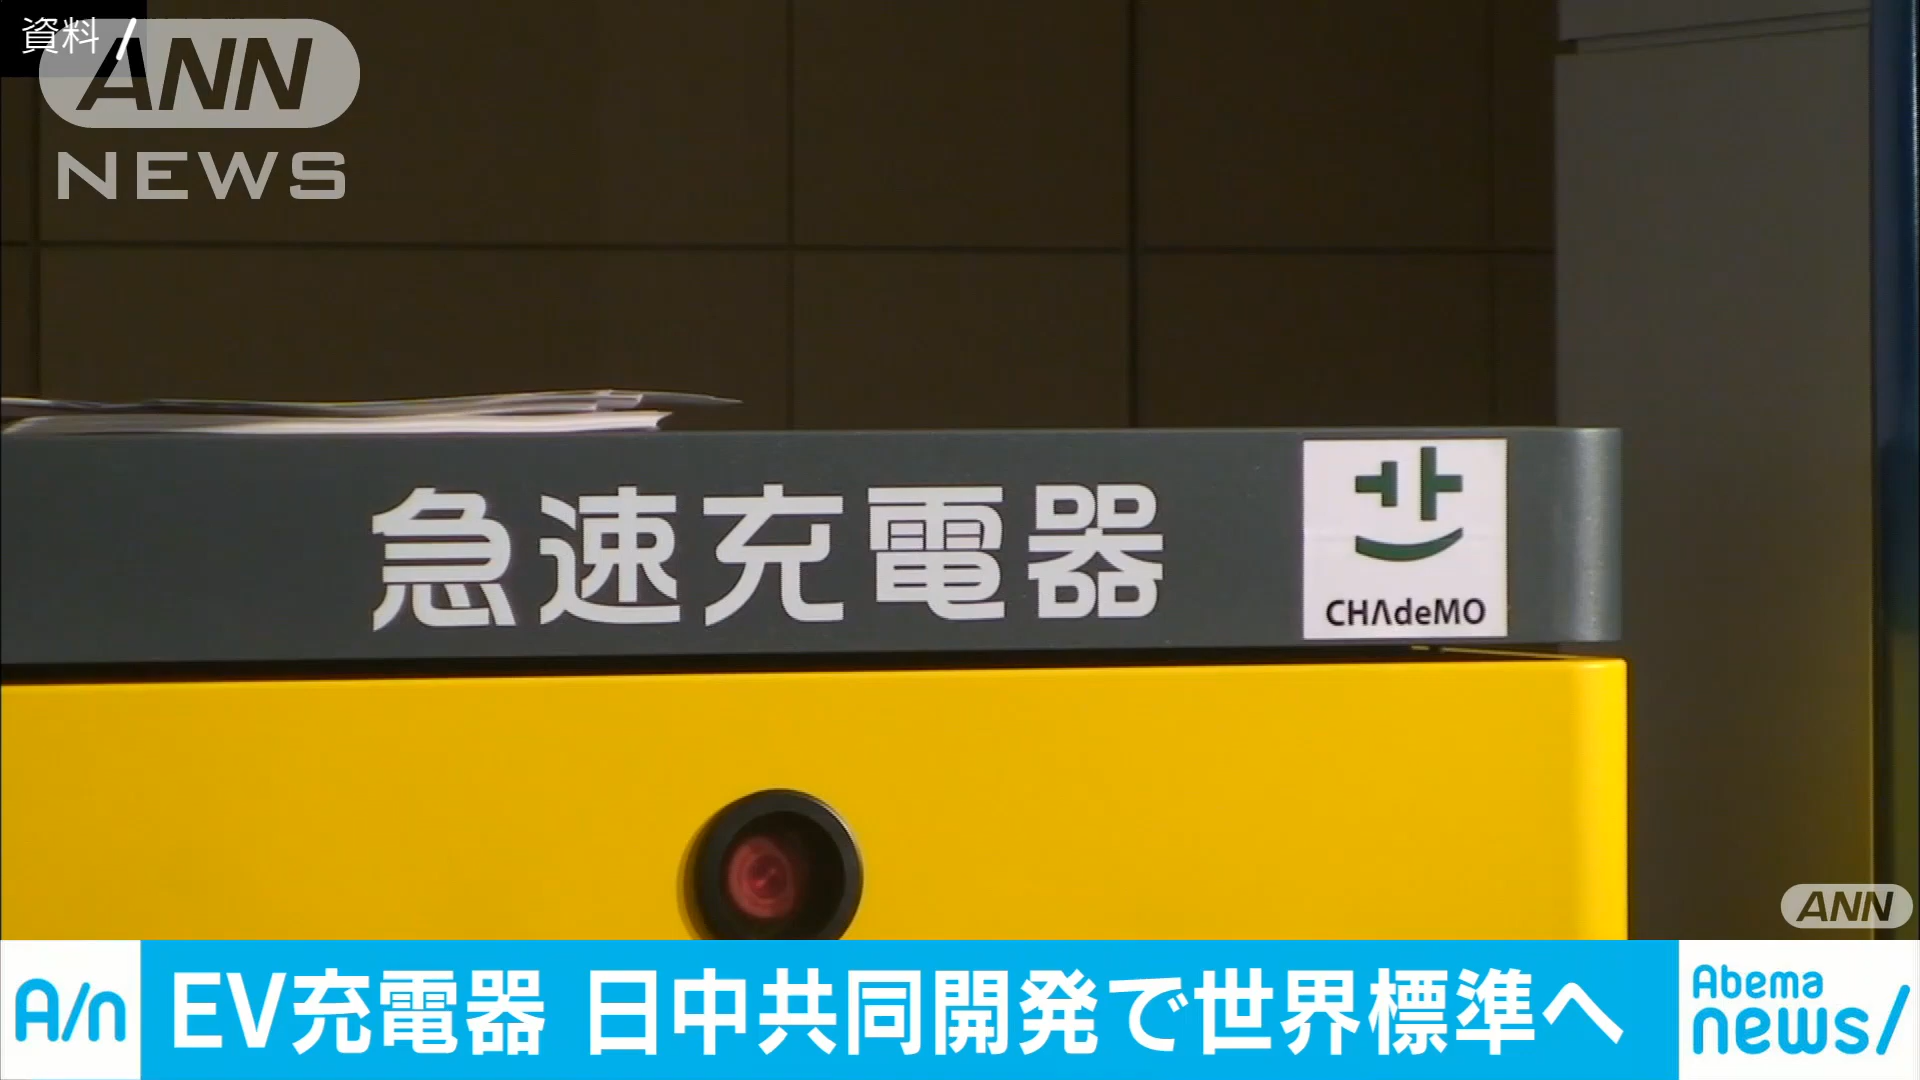 資料 /
ANN
NEWS
急速充電器
CHAdeMO
ANN
A/n
EV充電器 日中共同開発で世界標準へ
Abema
news/